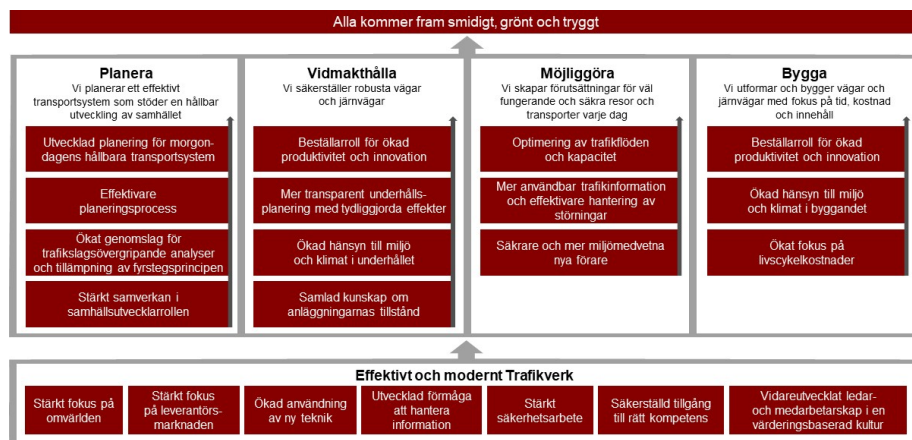 Alla kommer fram smidigt, grönt och tryggt
Planera
Vi planerar ett effektivt
transportsystem som stöder en hållbar
utveckling av samhället
Utvecklad planering för morgon-
dagens hållbara transportsystem
Effektivare
planeringsprocess
Ökat genomslag för
trafikslagsövergripande analyser
och tillämpning av fyrstegsprincipen
Stärkt samverkan i
samhällsutvecklarrollen
Vidmakthålla
Vi säkerställer robusta vägar
och järnvägar
Beställarroll för ökad
produktivitet och innovation
Mer transparent underhålls-
planering med tydliggjorda effekter
Ökad hänsyn till miljö
och klimat i underhållet
Samlad kunskap om
anläggningarnas tillstånd
Möjliggöra
Vi skapar förutsättningar för väl
fungerande och säkra resor och
transporter varje dag
Optimering av trafikflöden
och kapacitet
Mer användbar trafikinformation
och effektivare hantering av
störningar
Säkrare och mer miljömedvetna
nya förare
Bygga
Vi utformar och bygger vägar och
järnvägar med fokus på tid, kostnad
och innehåll
Beställarroll för ökad
produktivitet och innovation
Ökad hänsyn till miljö
och klimat i byggandet
Ökat fokus på
livscykelkostnader
Effektivt och modernt Trafikverk
Stärkt fokus på
omvärlden
Stärkt fokus
på leverantörs-
marknaden
Ökad användning
av ny teknik
Utvecklad förmåga
att hantera
information
Stärkt
säkerhetsarbete
Säkerställd tillgång
till rätt kompetens
Vidareutvecklat ledar-
och medarbetarskap i en
värderingsbaserad kultur